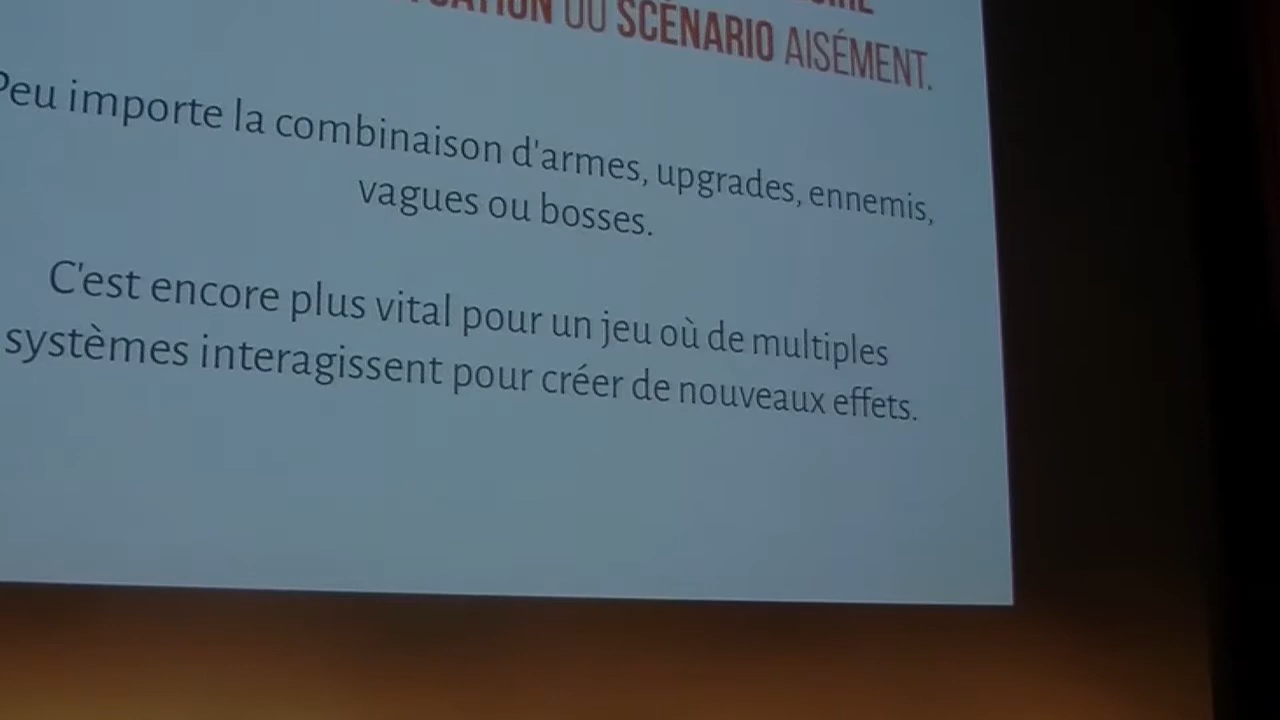 OU SCÉNARIO AISÉMENT.
Peu importe la combinaison d'armes, upgrades, ennemis,
vagues ou bosses.
C'est encore plus vital pour un jeu où de multiples
systèmes interagissent pour créer de nouveaux effets.